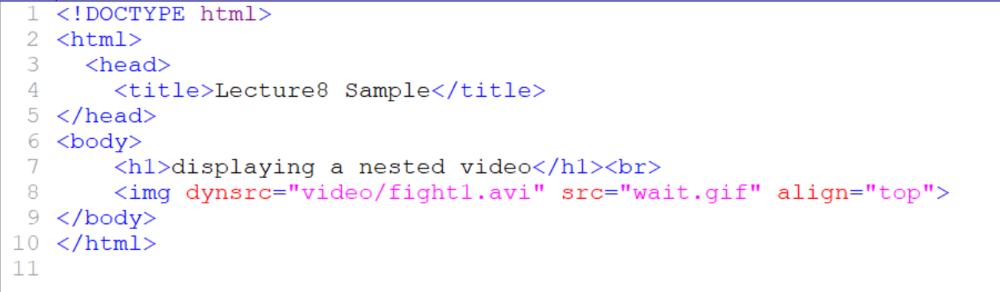 1 <!DOCTYPE html>
2 <html>
3 <head>
4 <title>Lecture8 Sample</title>
5 </head>
6 <body>
7 <h1>displaying a nested video</h1><br>
8 <img dynsrc="video/fight1.avi" src="wait.gif" align="top">
9 </body>
10 </html>
11